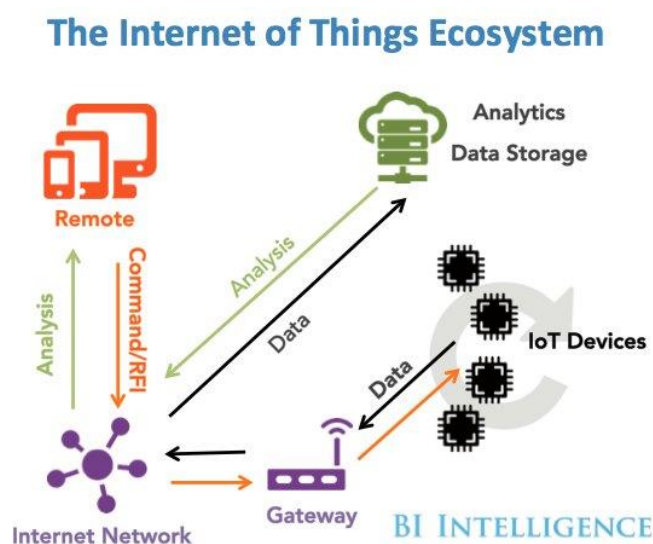 The Internet of Things Ecosystem
Analytics
Data Storage
Remote
Analysis
Command/RFI
Analysis
Data
IoT Devices
Data
Gateway
Internet Network
BI INTELLIGENCE